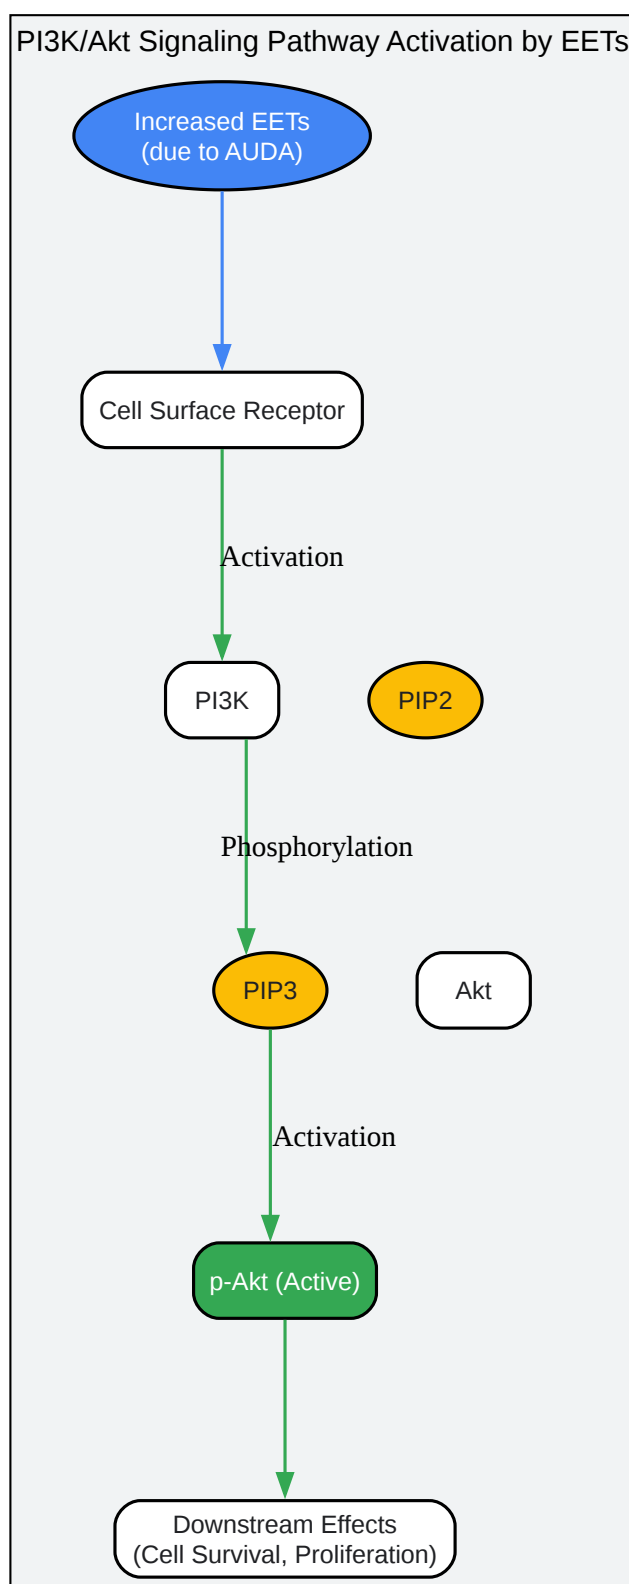 PI3K/Akt Signaling Pathway Activation by EETs
Increased EETs
(due to AUDA)
Cell Surface Receptor
Activation
PI3K
PIP2
Phosphorylation
PIP3
Akt
Activation
p-Akt (Active)
Downstream Effects
(Cell Survival, Proliferation)